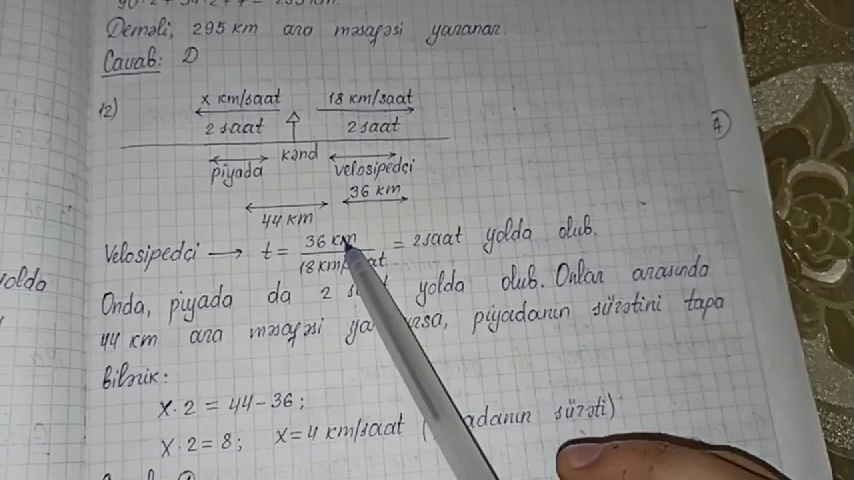 Deməli, 295 km ara məsafəsi yaranar.
Cavab: D
12)
x km/saat 18 km/saat
2 saat 2 saat
piyada kənd velosipedçi
44 km 36 km
Velosipedçi → t = 36 km / 18 km/saat = 2 saat yolda olub.
Onda, piyada da 2 yolda olub. Onlar arasında
44 km ara məsafəsi piyadanın sürətini tapa
bilərik:
x · 2 = 44 - 36;
x · 2 = 8; x = 4 km/saat ( sürəti)
A
yolda